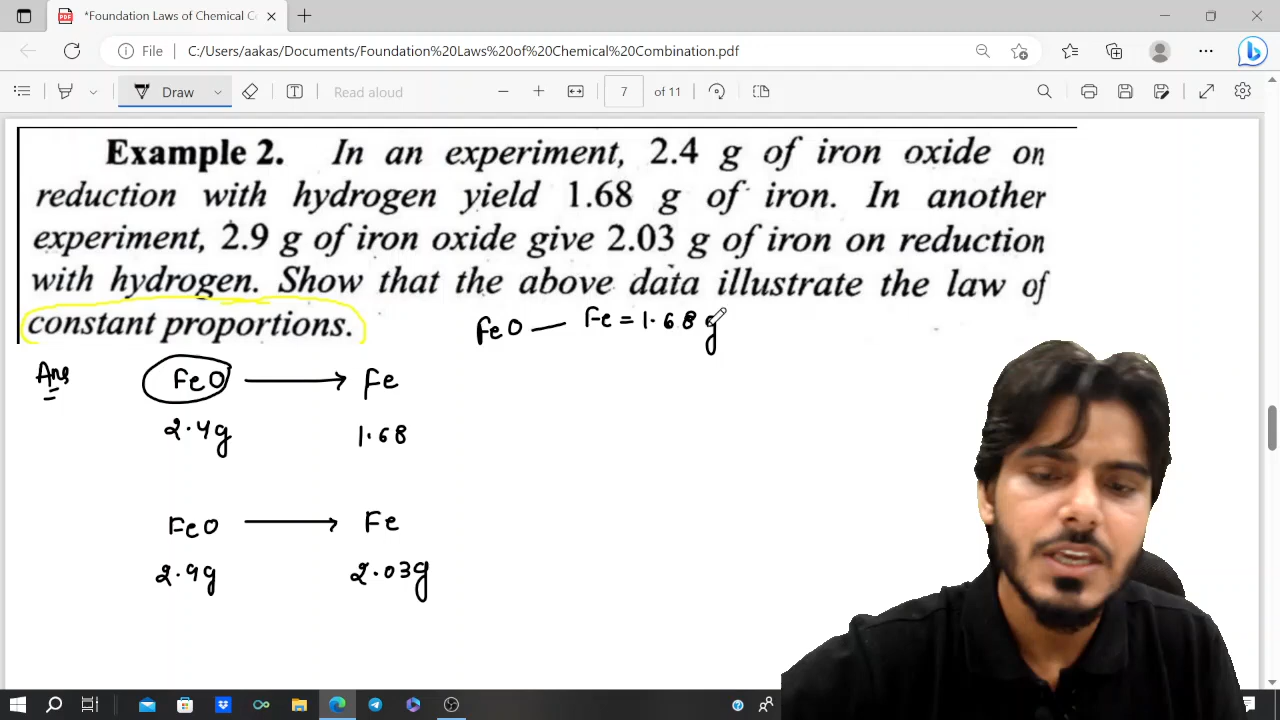 *Foundation Laws of Chemical Co
File
C:/Users/aakas/Documents/Foundation%20Laws%20of%20Chemical%20Combination.pdf
Draw
Read aloud
7
of 11
Example 2. In an experiment, 2.4 g of iron oxide on
reduction with hydrogen yield 1.68 g of iron. In another
experiment, 2.9 g of iron oxide give 2.03 g of iron on reduction
with hydrogen. Show that the above data illustrate the law of
constant proportions.
FeO — Fe = 1.68 g
Ans
FeO ⟶ Fe
2.4g 1.68
FeO ⟶ Fe
2.9g 2.03g